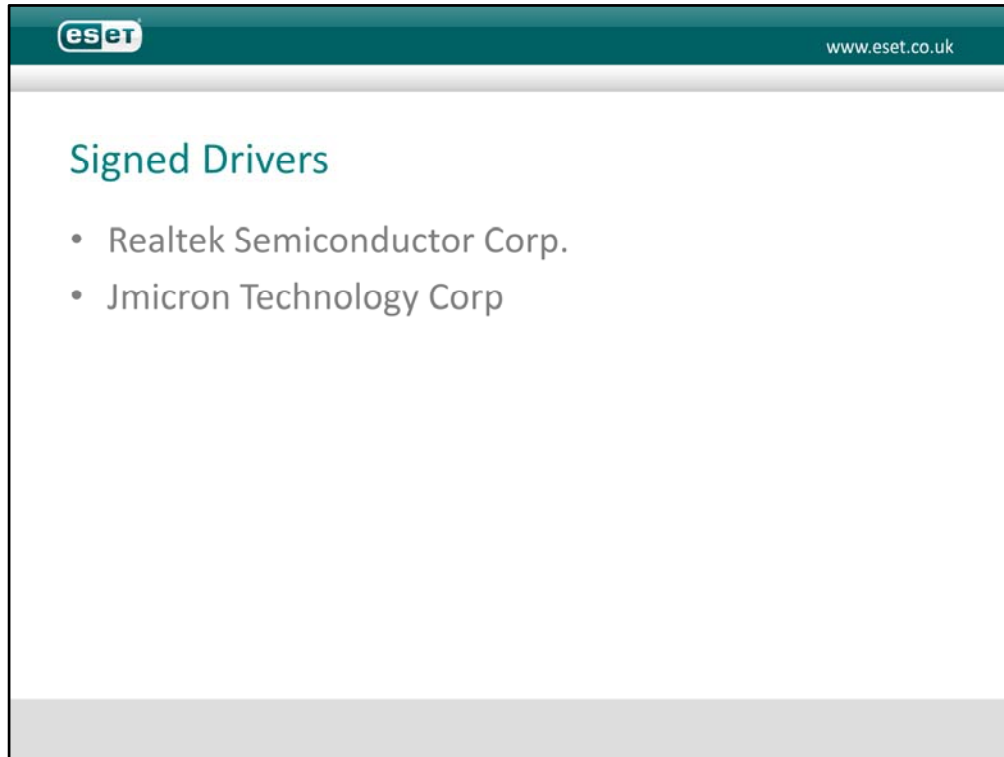 eset
www.eset.co.uk
Signed Drivers
• Realtek Semiconductor Corp.
• Jmicron Technology Corp